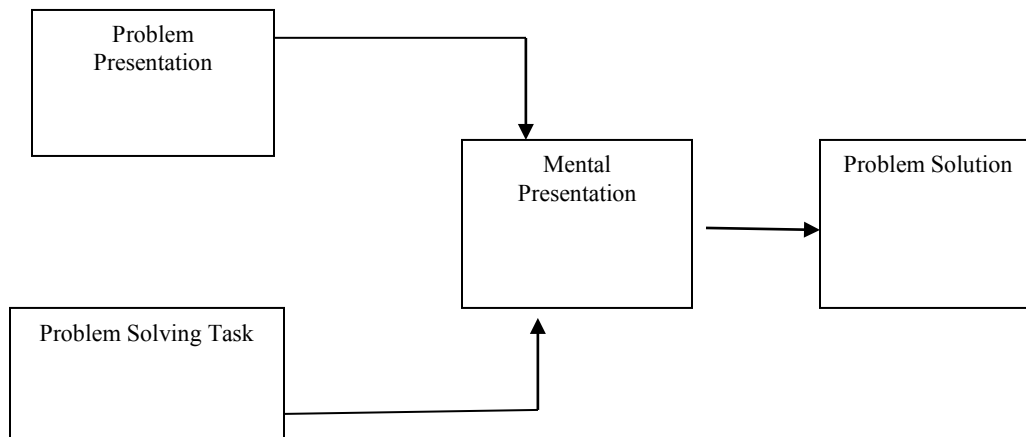 Problem
Presentation
Mental
Presentation
Problem Solution
Problem Solving Task